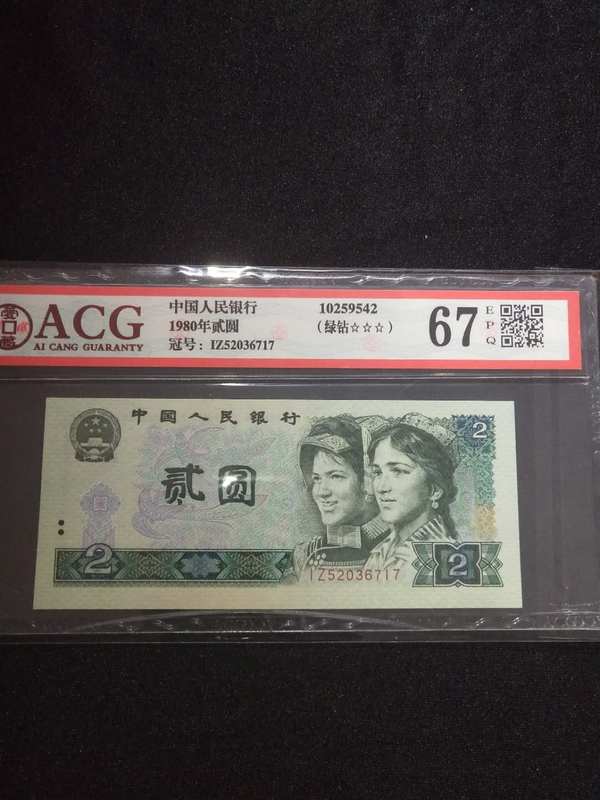 ACG
AI CANG GUARANTY
中国人民银行
1980年贰圆
冠号: IZ52036717
10259542
(绿钻☆☆☆)
67
EPQ
中国人民银行
贰圆
2
2
2
IZ52036717